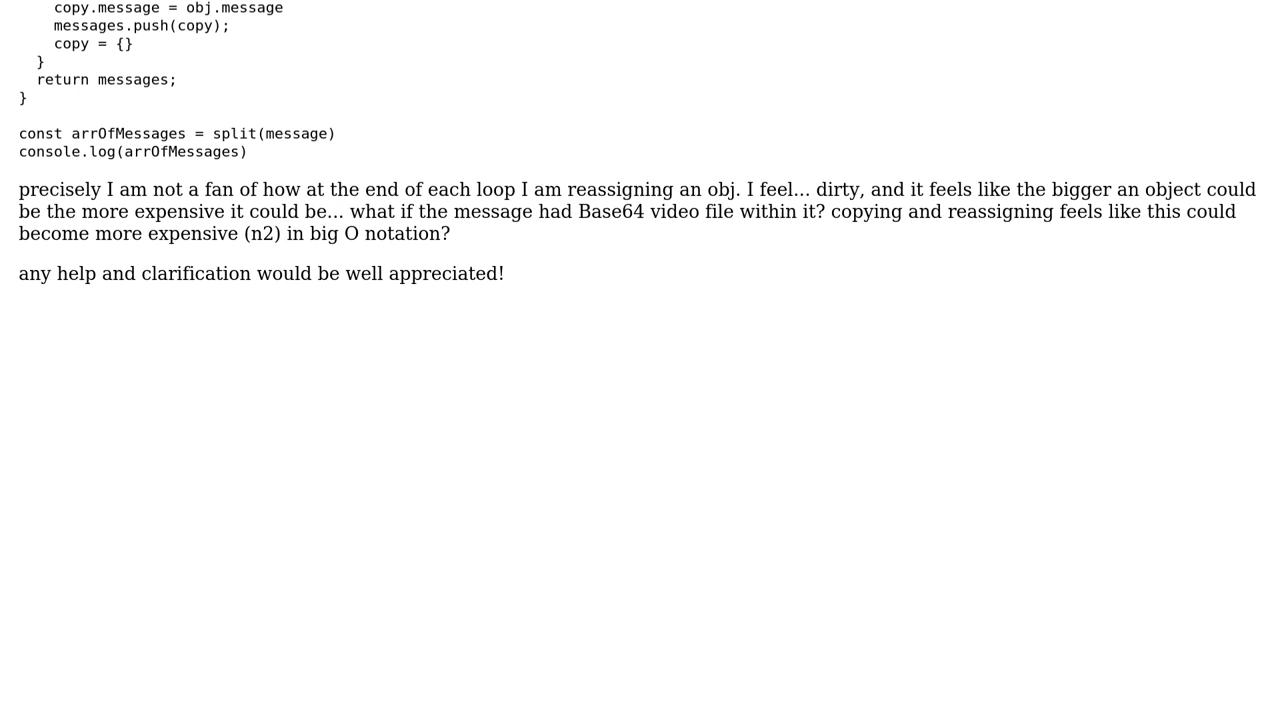 copy.message = obj.message
    messages.push(copy);
    copy = {}
  }
  return messages;
}

const arrOfMessages = split(message)
console.log(arrOfMessages)
precisely I am not a fan of how at the end of each loop I am reassigning an obj. I feel... dirty, and it feels like the bigger an object could
be the more expensive it could be... what if the message had Base64 video file within it? copying and reassigning feels like this could
become more expensive (n2) in big O notation?
any help and clarification would be well appreciated!